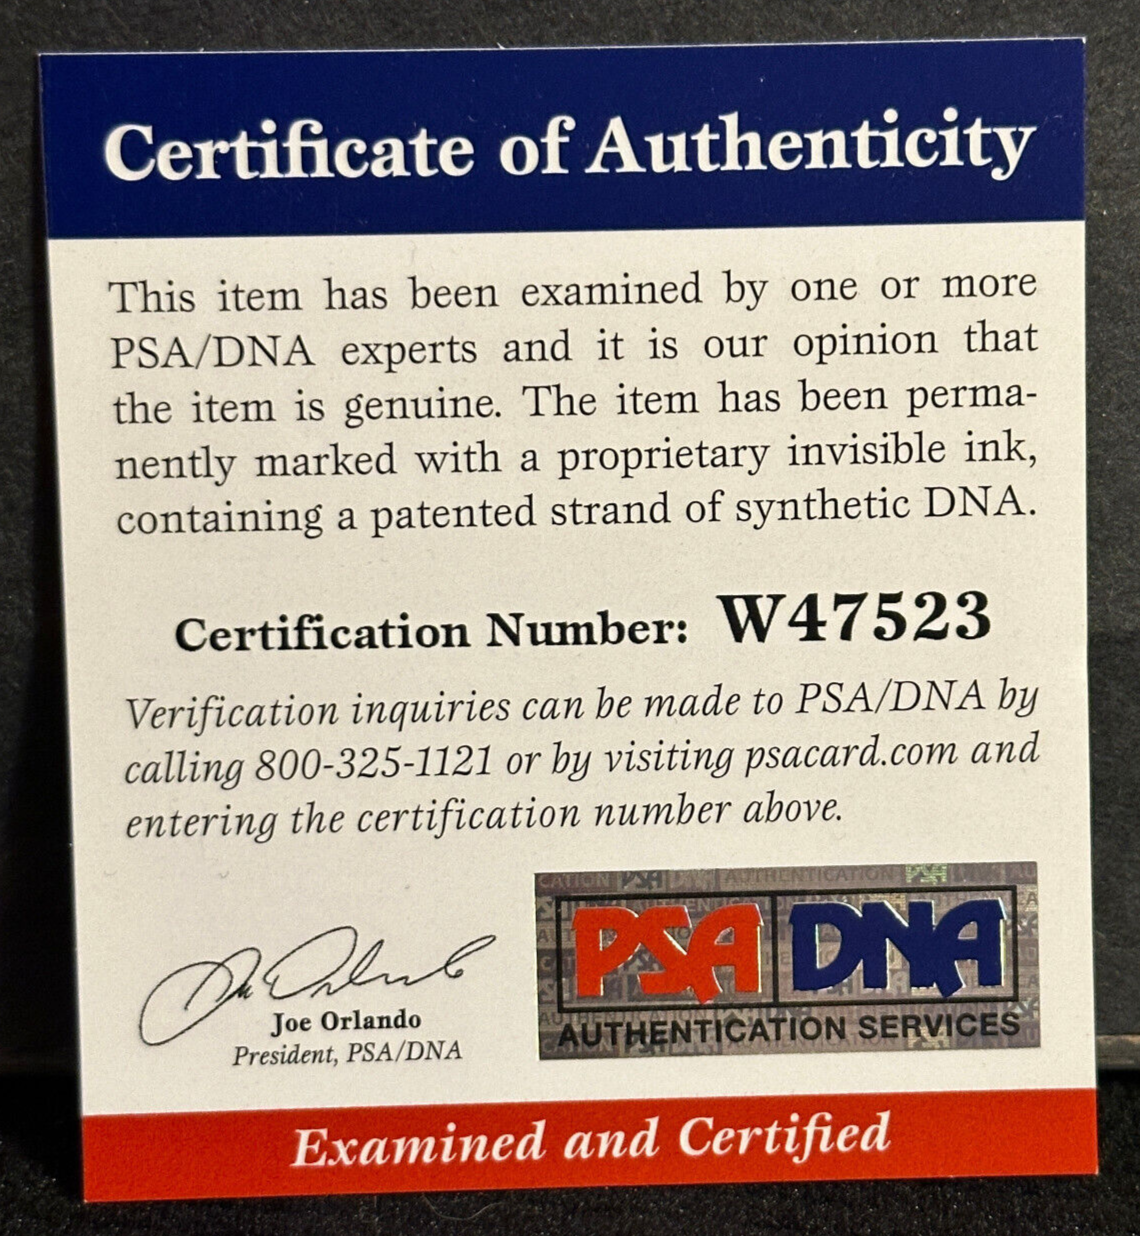 Certificate of Authenticity
This item has been examined by one or more
PSA/DNA experts and it is our opinion that
the item is genuine. The item has been perma-
nently marked with a proprietary invisible ink,
containing a patented strand of synthetic DNA.
Certification Number: W47523
Verification inquiries can be made to PSA/DNA by
calling 800-325-1121 or by visiting psacard.com and
entering the certification number above.
Joe Orlando
President, PSA/DNA
PSA DNA
AUTHENTICATION SERVICES
Examined and Certified